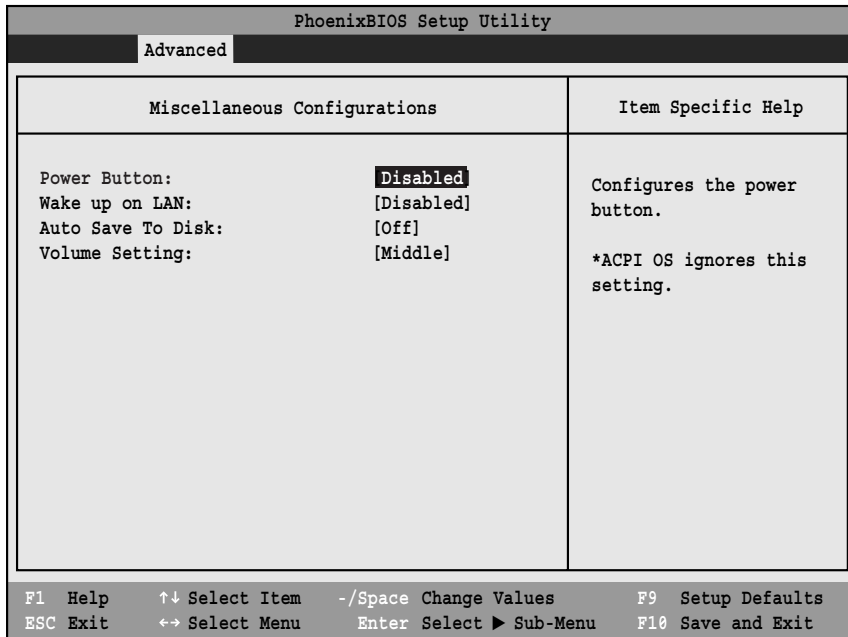 PhoenixBIOS Setup Utility
Advanced
Miscellaneous Configurations
Item Specific Help
Power Button: [Disabled]
Wake up on LAN: [Disabled]
Auto Save To Disk: [Off]
Volume Setting: [Middle]
Configures the power
button.
*ACPI OS ignores this
setting.
F1 Help ↑↓ Select Item -/Space Change Values F9 Setup Defaults
ESC Exit ←→ Select Menu Enter Select ▶ Sub-Menu F10 Save and Exit